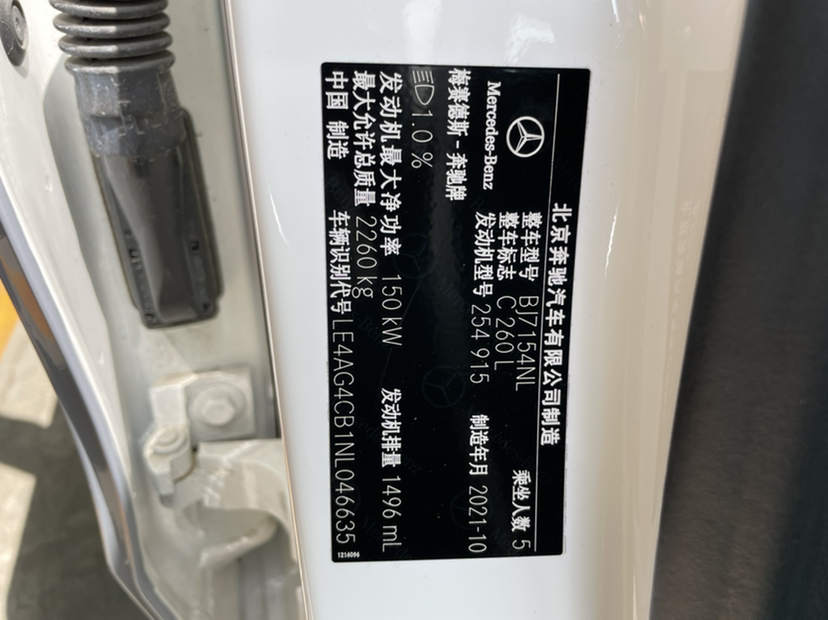 北京奔驰汽车有限公司制造
Mercedes-Benz
梅赛德斯-奔驰牌
整车型号 BJ7154NL 乘坐人数 5
整车标志 C 260 L
发动机型号 254 915 制造年月 2021-10
1.0 %
发动机最大净功率 150 kW 发动机排量 1496 mL
最大允许总质量 2260 kg
中国 制造 车辆识别代号 LE4AG4CB1NL046635
1216096